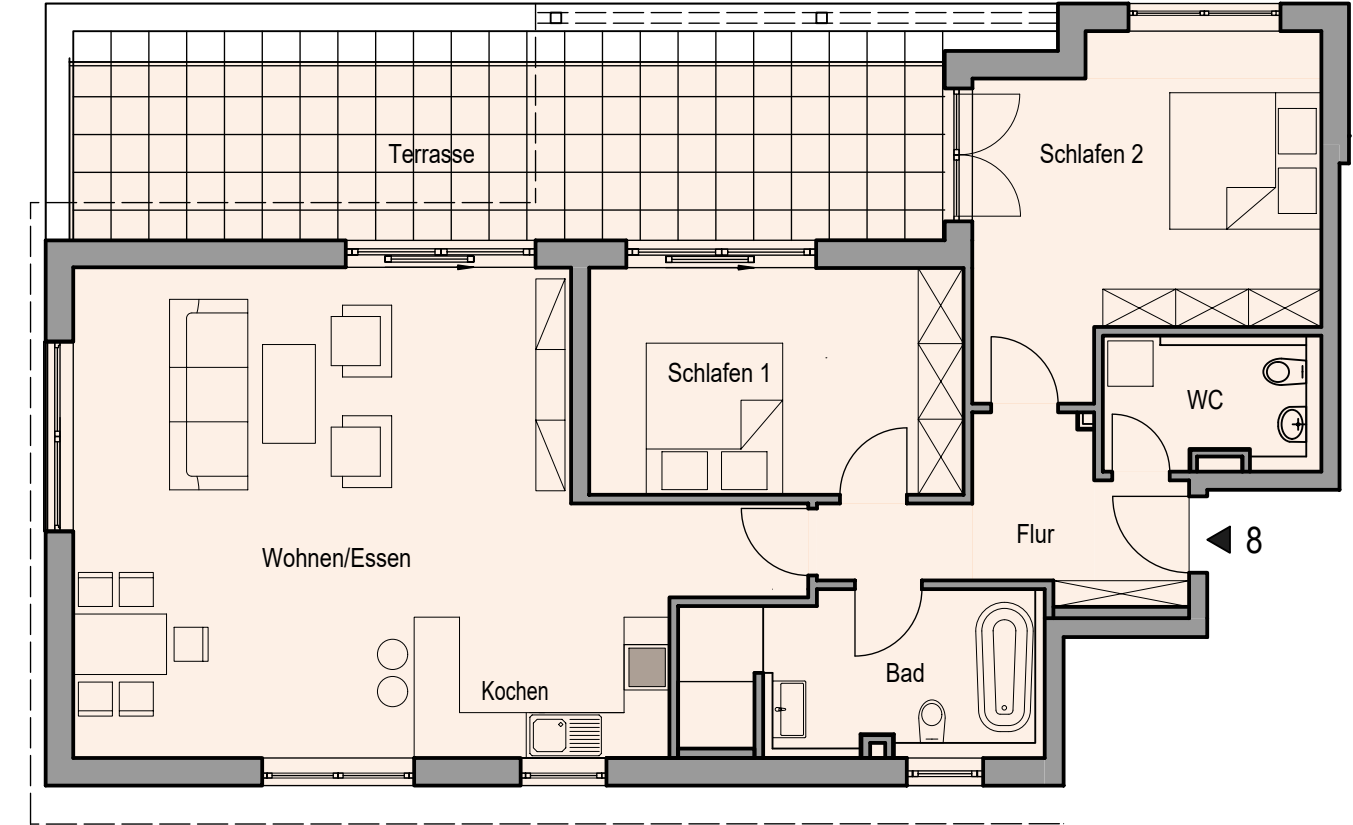 Terrasse
Schlafen 2
Schlafen 1
WC
Flur
8
Wohnen/Essen
Bad
Kochen